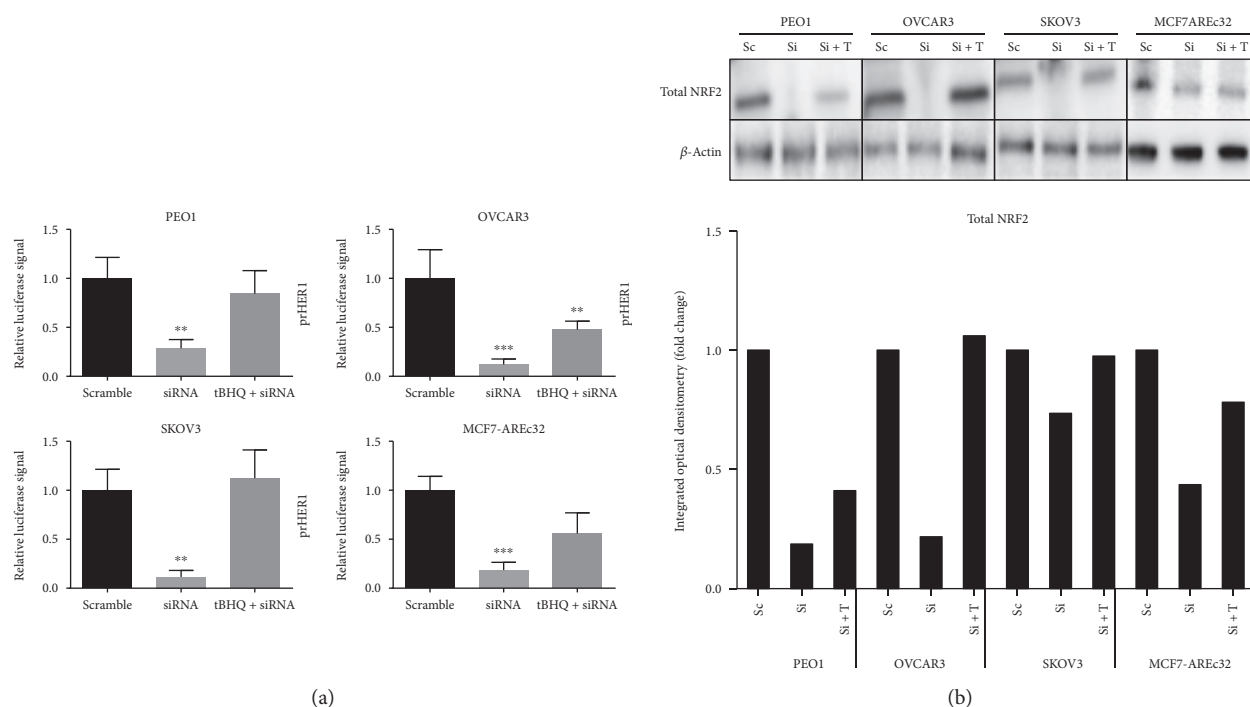 PEO1
Relative luciferase signal
1.5
1.0
0.5
0.0
**
Scramble
siRNA
tBHQ + siRNA
prHER1
OVCAR3
Relative luciferase signal
1.5
1.0
0.5
0.0
***
**
Scramble
siRNA
tBHQ + siRNA
prHER1
SKOV3
Relative luciferase signal
1.5
1.0
0.5
0.0
**
Scramble
siRNA
tBHQ + siRNA
prHER1
MCF7-AREc32
Relative luciferase signal
1.5
1.0
0.5
0.0
***
Scramble
siRNA
tBHQ + siRNA
(a)
PEO1 OVCAR3 SKOV3 MCF7AREc32
Sc Si Si + T Sc Si Si + T Sc Si Si + T Sc Si Si + T
Total NRF2
β-Actin
Total NRF2
Integrated optical densitometry (fold change)
1.5
1.0
0.5
0.0
Sc Si Si + T Sc Si Si + T Sc Si Si + T Sc Si Si + T
PEO1 OVCAR3 SKOV3 MCF7-AREc32
(b)